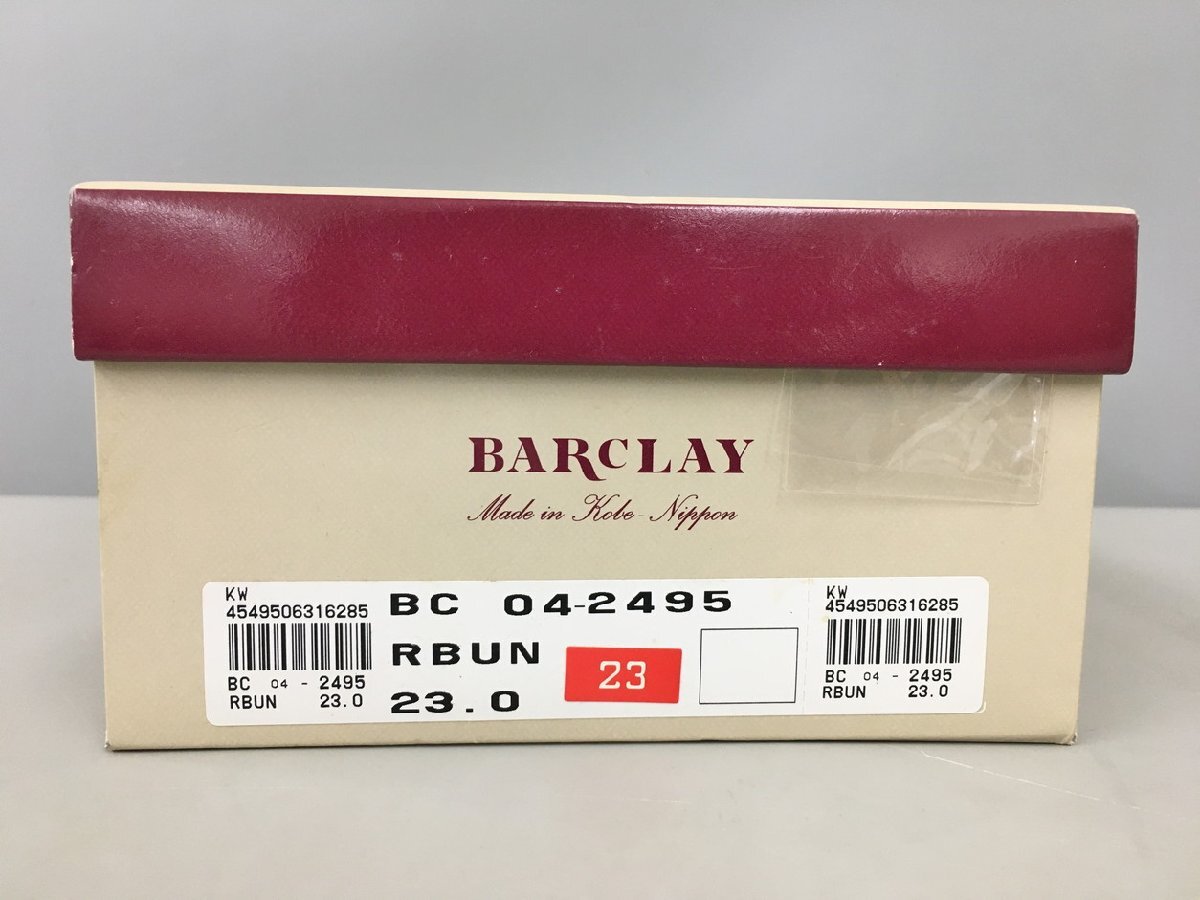 BARCLAY
Made in Kobe - Nippon
KW
4549506316285
BC 04 - 2495
RBUN 23.0
BC 04-2495
RBUN
23.0
23
KW
4549506316285
BC 04 - 2495
RBUN 23.0